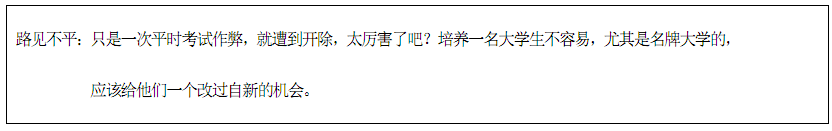 路见不平：只是一次平时考试作弊，就遭到开除，太厉害了吧？培养一名大学生不容易，尤其是名牌大学的，
应该给他们一个改过自新的机会。